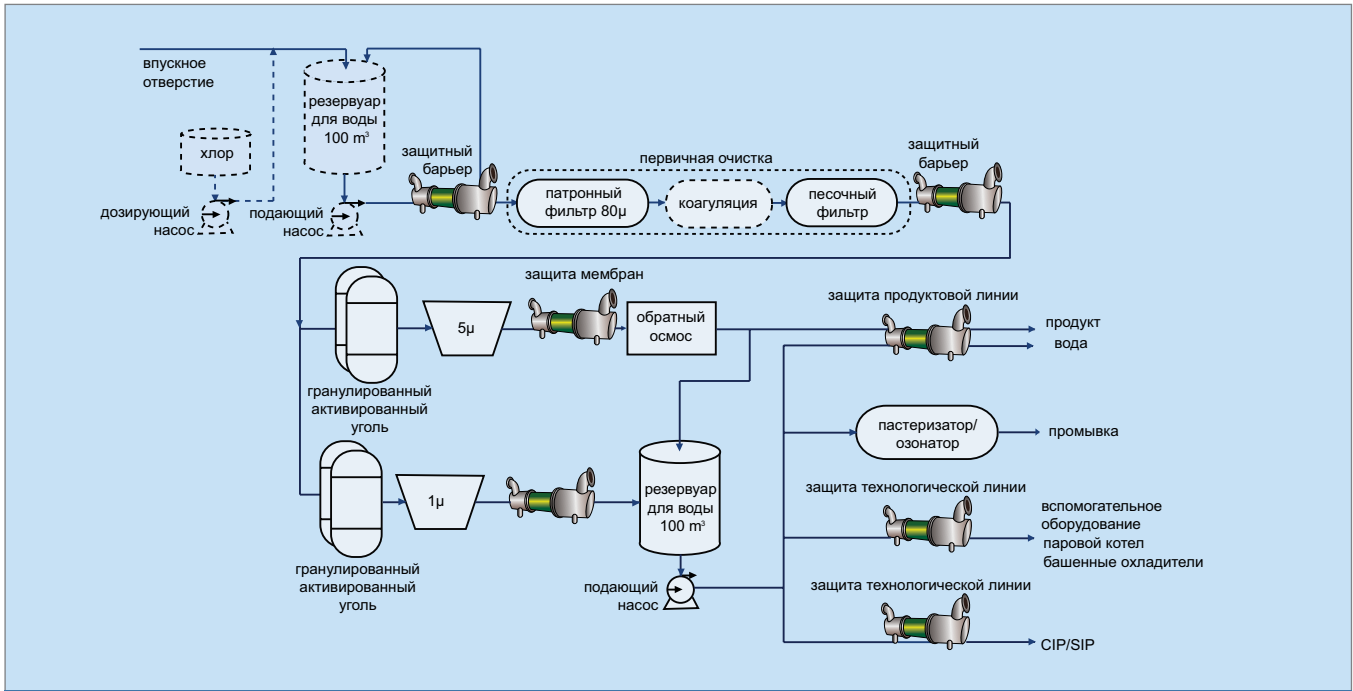 впускное
отверстие
резервуар
для воды
100 m³
хлор
дозирующий
насос
подающий
насос
защитный
барьер
первичная очистка
патронный
фильтр 80µ
коагуляция
песочный
фильтр
защитный
барьер
гранулированный
активированный
уголь
5µ
защита мембран
обратный
осмос
защита продуктовой линии
продукт
вода
пастеризатор/
озонатор
промывка
гранулированный
активированный
уголь
1µ
резервуар
для воды
100 m³
подающий
насос
защита технологической линии
вспомогательное
оборудование
паровой котел
башенные охладители
защита технологической линии
CIP/SIP